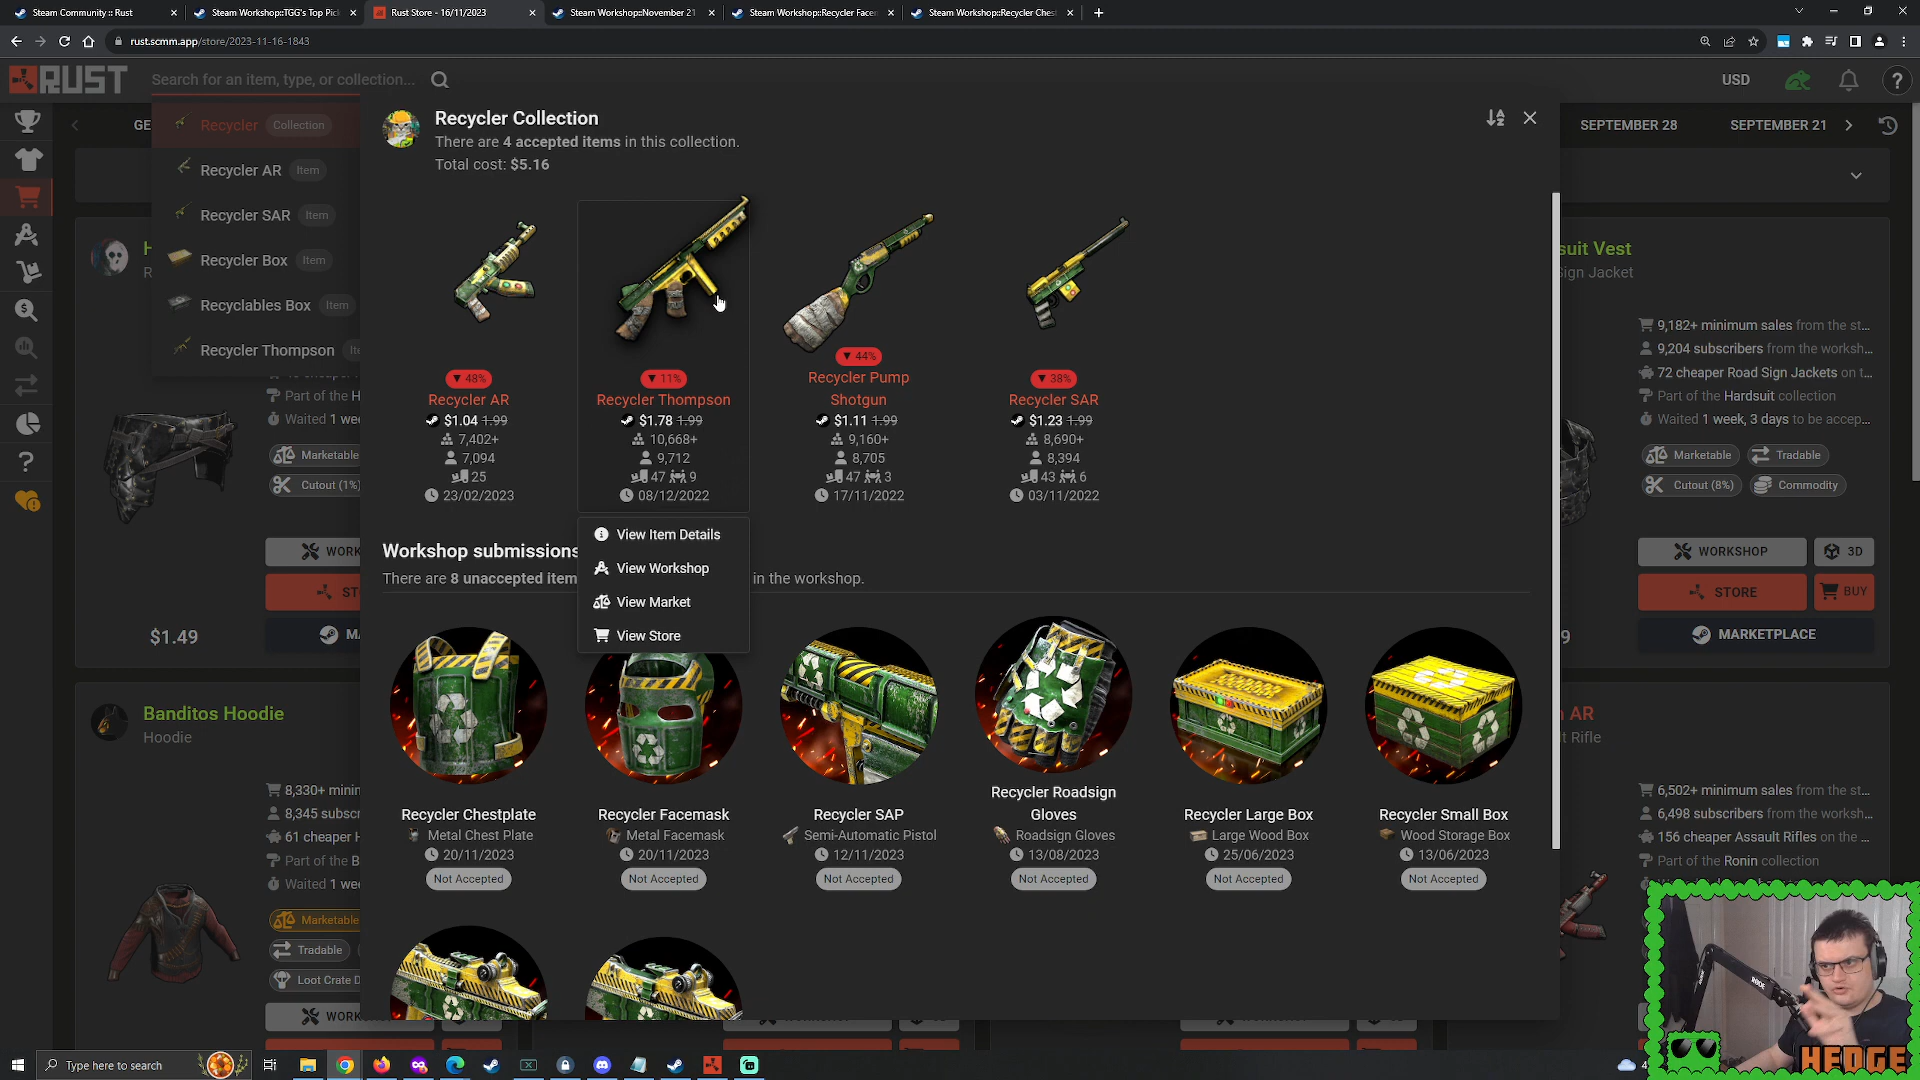 Steam Community :: Rust
Steam Workshop::TGG's Top Pick
Rust Store - 16/11/2023
Steam Workshop::November 21
Steam Workshop::Recycler Facem
Steam Workshop::Recycler Chest
rust.scmm.app/store/2023-11-16-1843
RUST
Search for an item, type, or collection...
USD
GE
SEPTEMBER 28
SEPTEMBER 21
Recycler Collection
Recycler AR Item
Recycler SAR Item
Recycler Box Item
Recyclables Box Item
Recycler Thompson Ite
Recycler Collection
There are 4 accepted items in this collection.
Total cost: $5.16
▼ 48%
Recycler AR
$1.04 1.99
7,402+
7,094
25
23/02/2023
▼ 11%
Recycler Thompson
$1.78 1.99
10,668+
9,712
47 9
08/12/2022
▼ 44%
Recycler Pump
Shotgun
$1.11 1.99
9,160+
8,705
47 3
17/11/2022
▼ 38%
Recycler SAR
$1.23 1.99
8,690+
8,394
43 6
03/11/2022
View Item Details
View Workshop
View Market
View Store
Workshop submissions
There are 8 unaccepted item
in the workshop.
Recycler Chestplate
Metal Chest Plate
20/11/2023
Not Accepted
Recycler Facemask
Metal Facemask
20/11/2023
Not Accepted
Recycler SAP
Semi-Automatic Pistol
12/11/2023
Not Accepted
Recycler Roadsign
Gloves
Roadsign Gloves
13/08/2023
Not Accepted
Recycler Large Box
Large Wood Box
25/06/2023
Not Accepted
Recycler Small Box
Wood Storage Box
13/06/2023
Not Accepted
H
R
Part of the H
Waited 1 we
Marketable
Cutout (1%)
WORK
ST
$1.49
MA
Banditos Hoodie
Hoodie
8,330+ minin
8,345 subsc
61 cheaper H
Part of the B
Waited 1 we
Marketable
Tradable
Loot Crate D
WORK
suit Vest
Sign Jacket
9,182+ minimum sales from the st...
9,204 subscribers from the worksh...
72 cheaper Road Sign Jackets on t...
Part of the Hardsuit collection
Waited 1 week, 3 days to be accep...
Marketable
Tradable
Cutout (8%)
Commodity
WORKSHOP
3D
STORE
BUY
9
MARKETPLACE
AR
t Rifle
6,502+ minimum sales from the st...
6,498 subscribers from the works...
156 cheaper Assault Rifles on the ...
Part of the Ronin collection
RODE
HEDGE
Type here to search